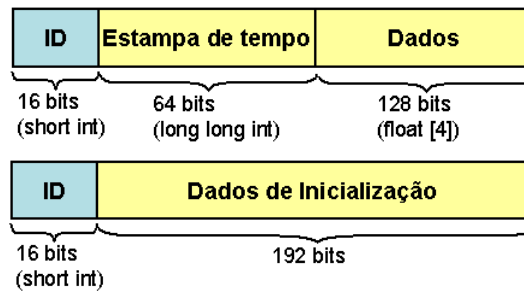 ID Estampa de tempo Dados
16 bits 64 bits 128 bits
(short int) (long long int) (float [4])
ID Dados de Inicialização
16 bits 192 bits
(short int)